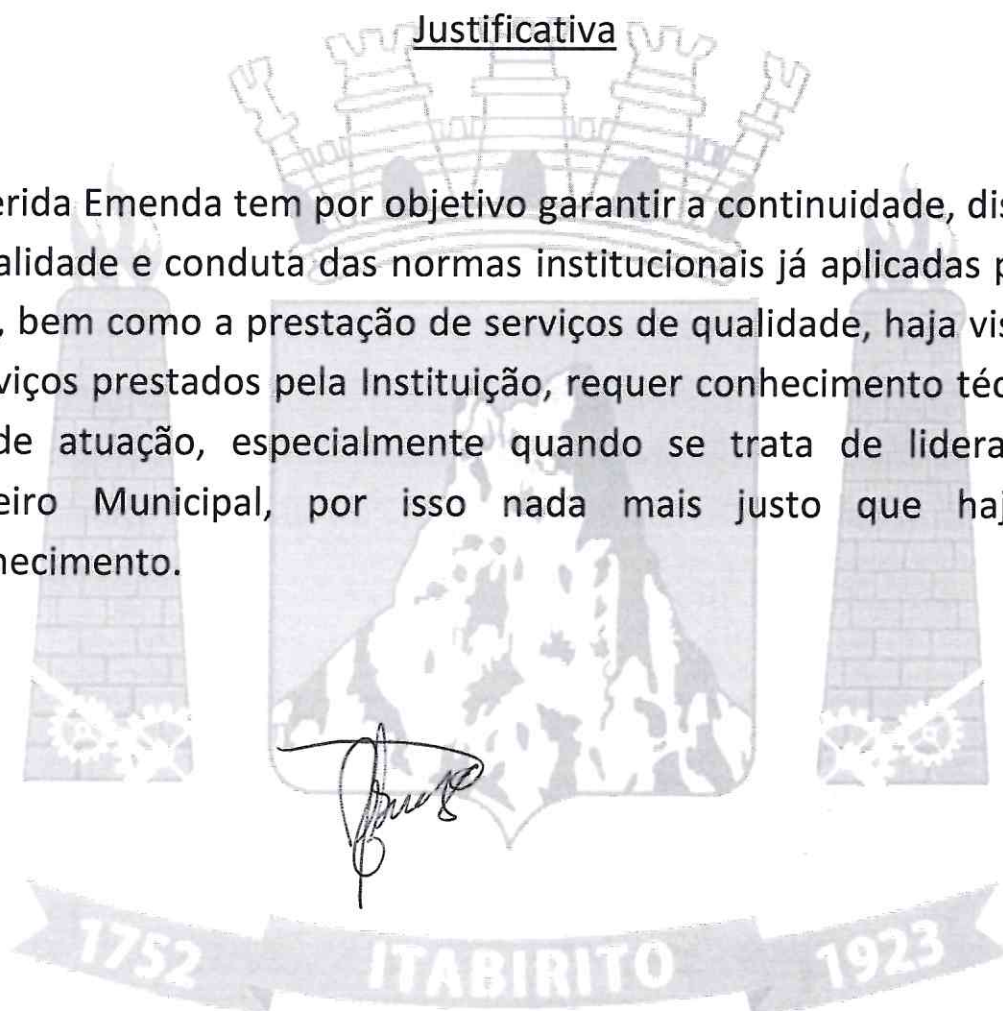 Justificativa
erida Emenda tem por objetivo garantir a continuidade, dis
alidade e conduta das normas institucionais já aplicadas p
, bem como a prestação de serviços de qualidade, haja vis
viços prestados pela Instituição, requer conhecimento téc
de atuação, especialmente quando se trata de lidera
eiro Municipal, por isso nada mais justo que haj
hecimento.
1752 ITABIRITO 1923